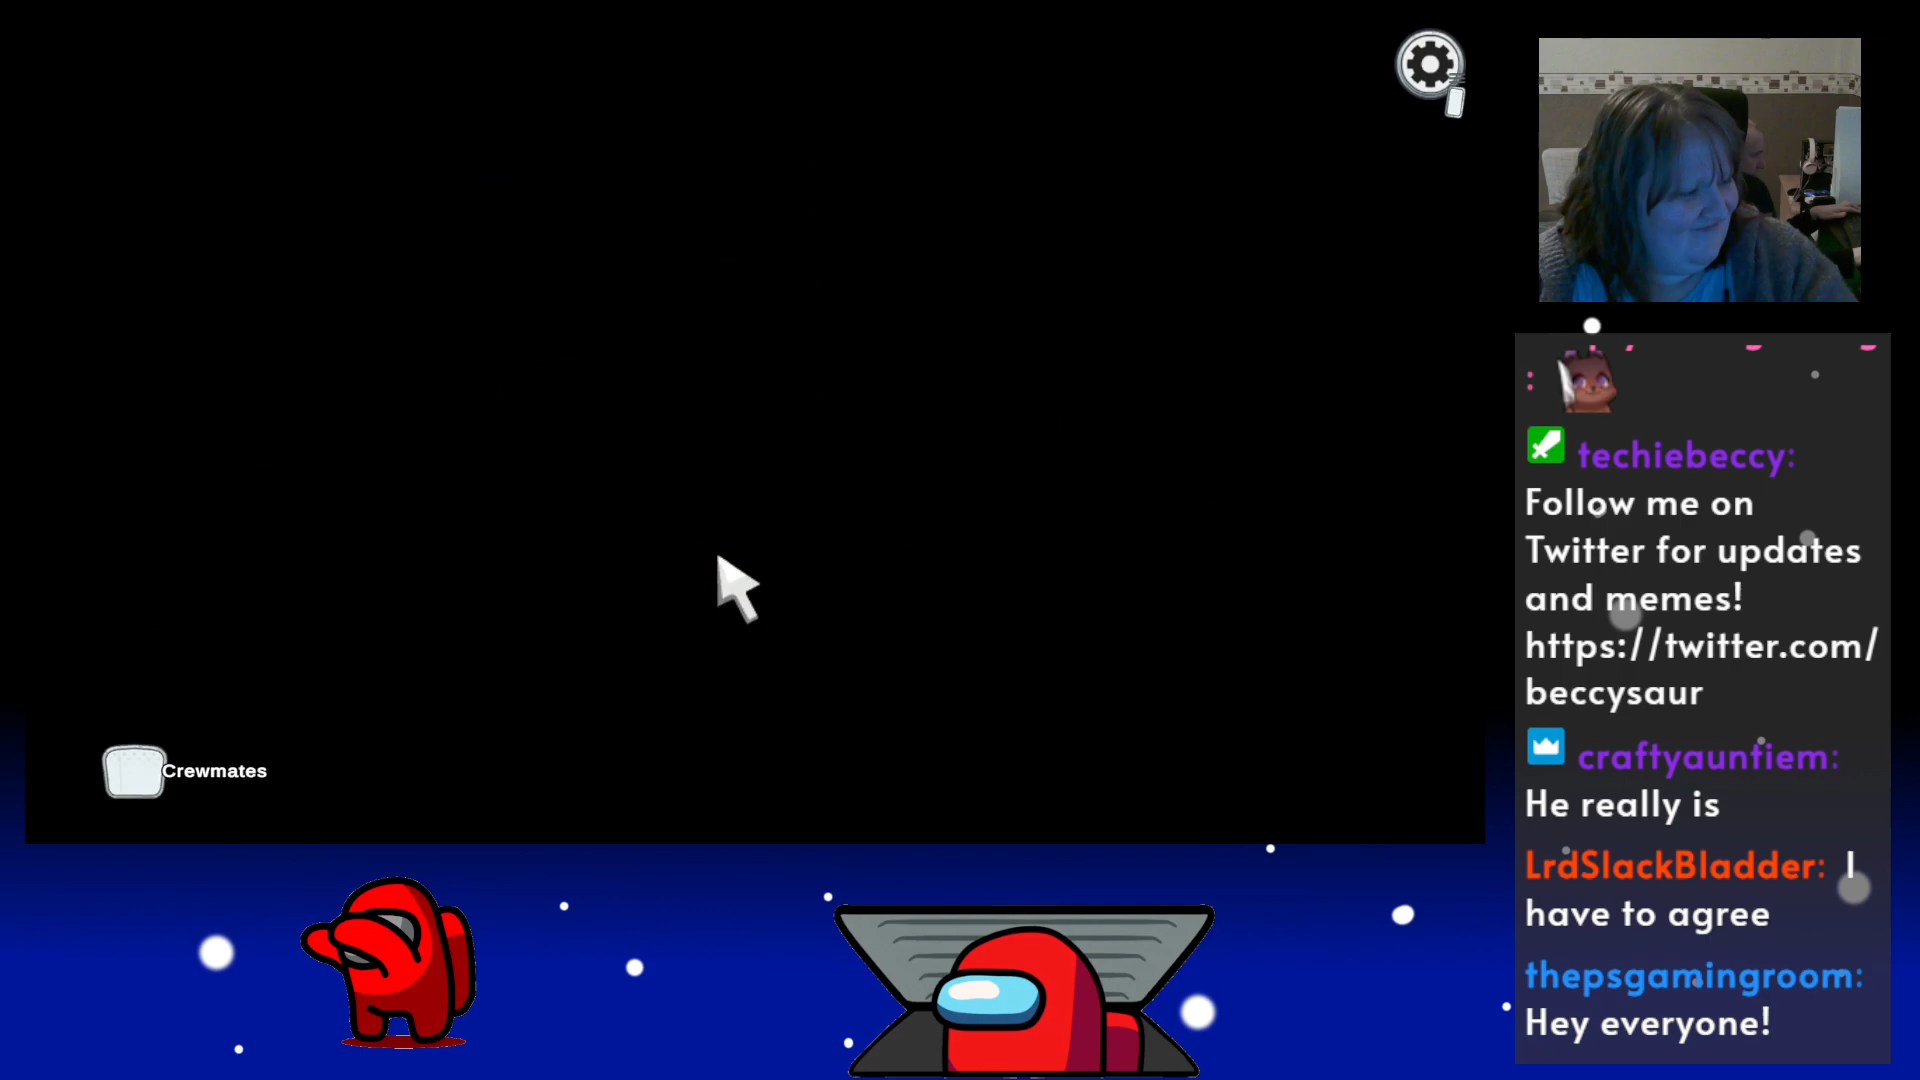 techiebeccy:
Follow me on
Twitter for updates
and memes!
https://twitter.com/
beccysaur
Crewmates
craftyauntiem:
He really is
LrdSlackBladder: I
have to agree
thepsgamingroom:
Hey everyone!